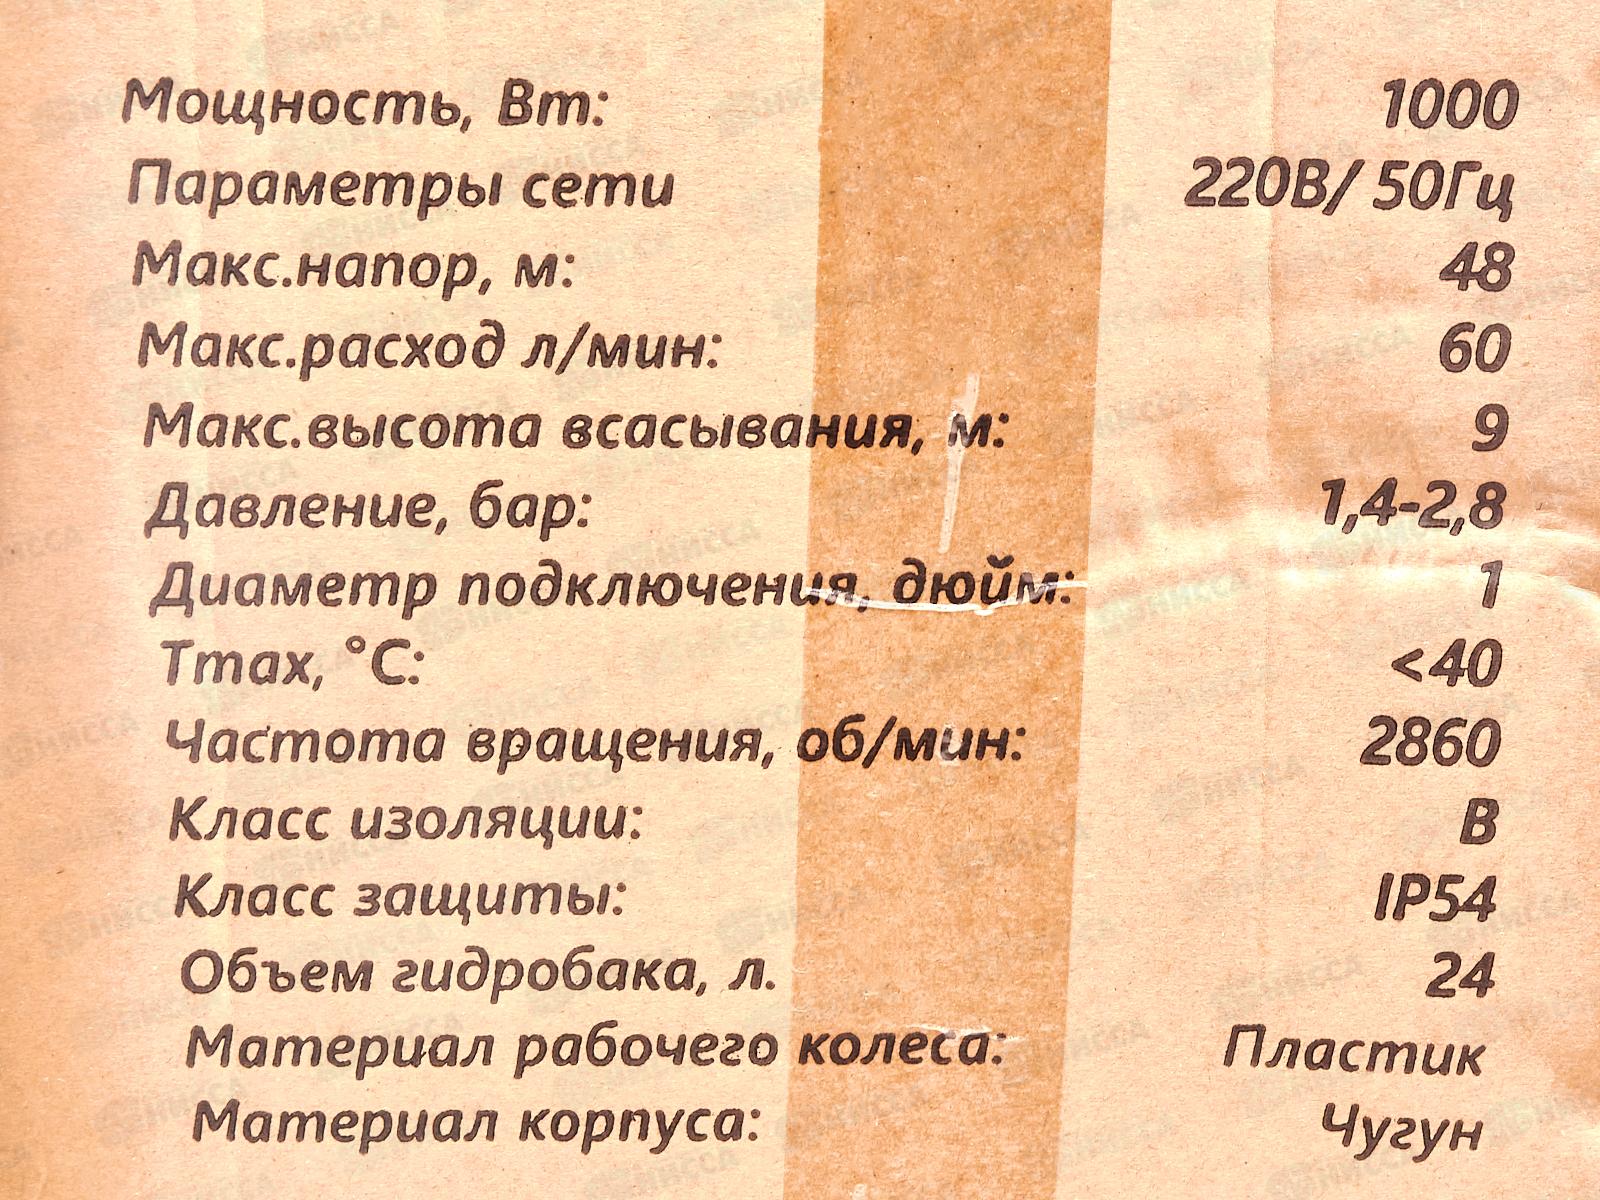 Мощность, Вт: 1000
Параметры сети 220В/ 50Гц
Макс.напор, м: 48
Макс.расход л/мин: 60
Макс.высота всасывания, м: 9
Давление, бар: 1,4-2,8
Диаметр подключения, дюйм: 1
Tmax, °C: <40
Частота вращения, об/мин: 2860
Класс изоляции: В
Класс защиты: IP54
Объем гидробака, л. 24
Материал рабочего колеса: Пластик
Материал корпуса: Чугун